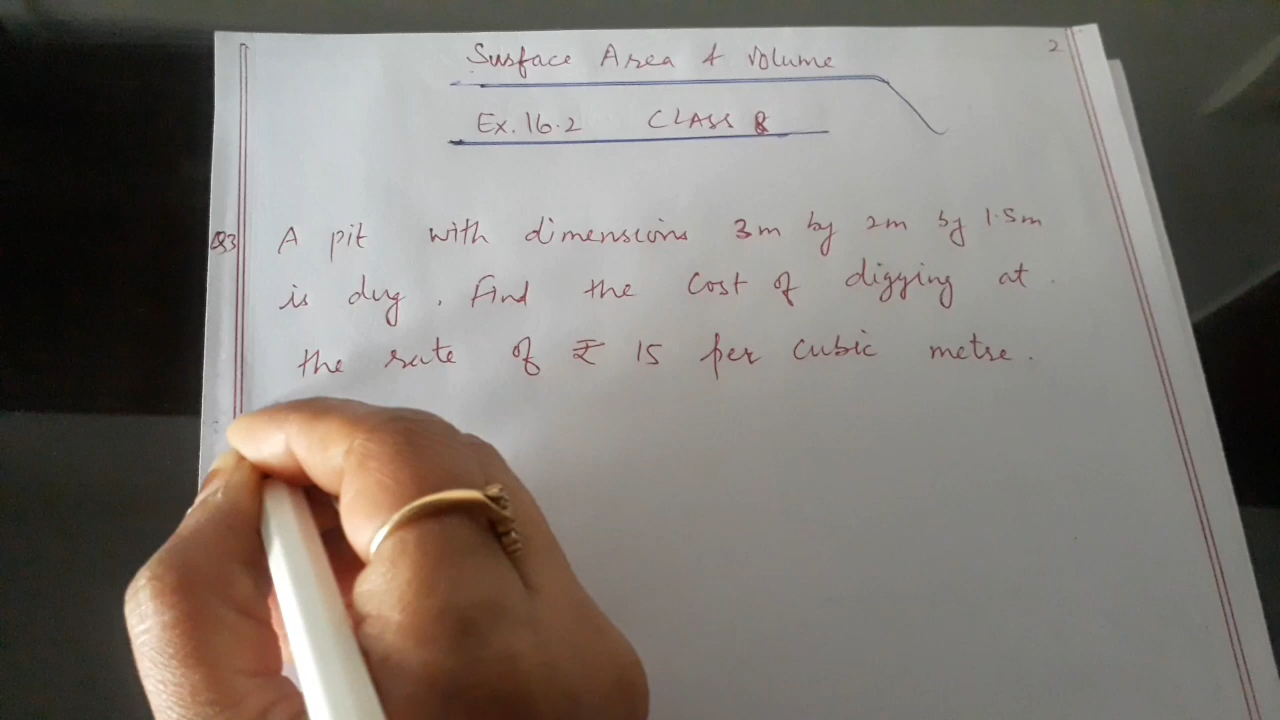 2
Surface Area & Volume
Ex. 16.2 CLASS 8
Q3 A pit with dimensions 3m by 2m by 1.5m
is dug. Find the cost of digging at
the rate of ₹ 15 per cubic metre.